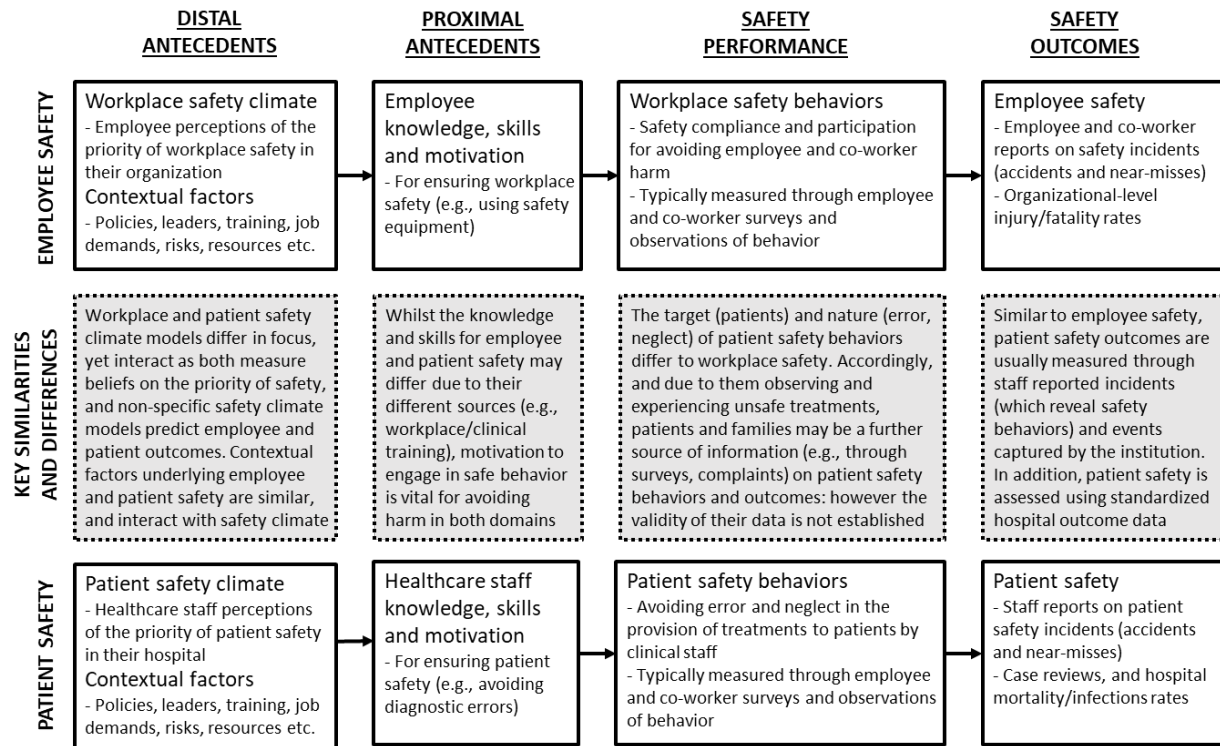 DISTAL
ANTECEDENTS
PROXIMAL
ANTECEDENTS
SAFETY
PERFORMANCE
SAFETY
OUTCOMES
EMPLOYEE SAFETY
Workplace safety climate
- Employee perceptions of the
priority of workplace safety in
their organization
Contextual factors
- Policies, leaders, training, job
demands, risks, resources etc.
Employee
knowledge, skills
and motivation
- For ensuring workplace
safety (e.g., using safety
equipment)
Workplace safety behaviors
- Safety compliance and participation
for avoiding employee and co-worker
harm
- Typically measured through employee
and co-worker surveys and
observations of behavior
Employee safety
- Employee and co-worker
reports on safety incidents
(accidents and near-misses)
- Organizational-level
injury/fatality rates
KEY SIMILARITIES
AND DIFFERENCES
Workplace and patient safety
climate models differ in focus,
yet interact as both measure
beliefs on the priority of safety,
and non-specific safety climate
models predict employee and
patient outcomes. Contextual
factors underlying employee
and patient safety are similar,
and interact with safety climate
Whilst the knowledge
and skills for employee
and patient safety may
differ due to their
different sources (e.g.,
workplace/clinical
training), motivation to
engage in safe behavior
is vital for avoiding
harm in both domains
The target (patients) and nature (error,
neglect) of patient safety behaviors
differ to workplace safety. Accordingly,
and due to them observing and
experiencing unsafe treatments,
patients and families may be a further
source of information (e.g., through
surveys, complaints) on patient safety
behaviors and outcomes: however the
validity of their data is not established
Similar to employee safety,
patient safety outcomes are
usually measured through
staff reported incidents
(which reveal safety
behaviors) and events
captured by the institution.
In addition, patient safety is
assessed using standardized
hospital outcome data
PATIENT SAFETY
Patient safety climate
- Healthcare staff perceptions
of the priority of patient safety
in their hospital
Contextual factors
- Policies, leaders, training, job
demands, risks, resources etc.
Healthcare staff
knowledge, skills
and motivation
- For ensuring patient
safety (e.g., avoiding
diagnostic errors)
Patient safety behaviors
- Avoiding error and neglect in the
provision of treatments to patients by
clinical staff
- Typically measured through employee
and co-worker surveys and observations
of behavior
Patient safety
- Staff reports on patient
safety incidents (accidents
and near-misses)
- Case reviews, and hospital
mortality/infections rates